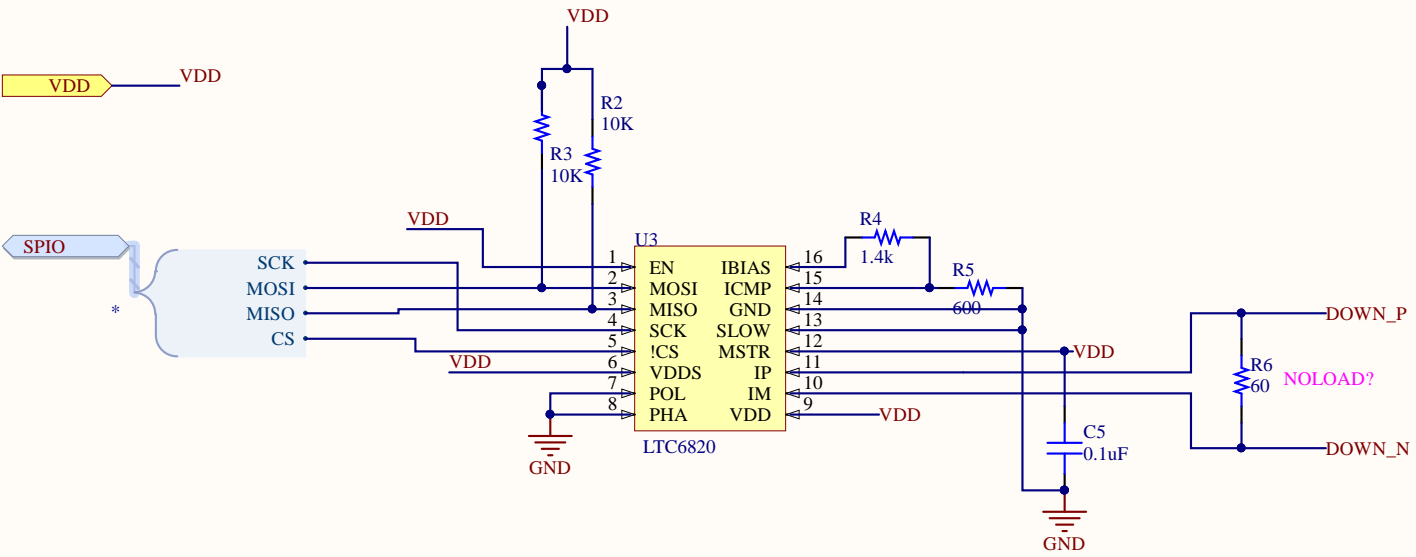 VDD
VDD
VDD
R2
10K
R3
10K
VDD
SPIO
*
SCK
MOSI
MISO
CS
VDD
GND
U3
1 EN
2 MOSI
3 MISO
4 SCK
5 !CS
6 VDDS
7 POL
8 PHA
IBIAS 16
ICMP 15
GND 14
SLOW 13
MSTR 12
IP 11
IM 10
VDD 9
LTC6820
R4
1.4k
R5
600
VDD
VDD
C5
0.1uF
GND
DOWN_P
R6
60
NOLOAD?
DOWN_N